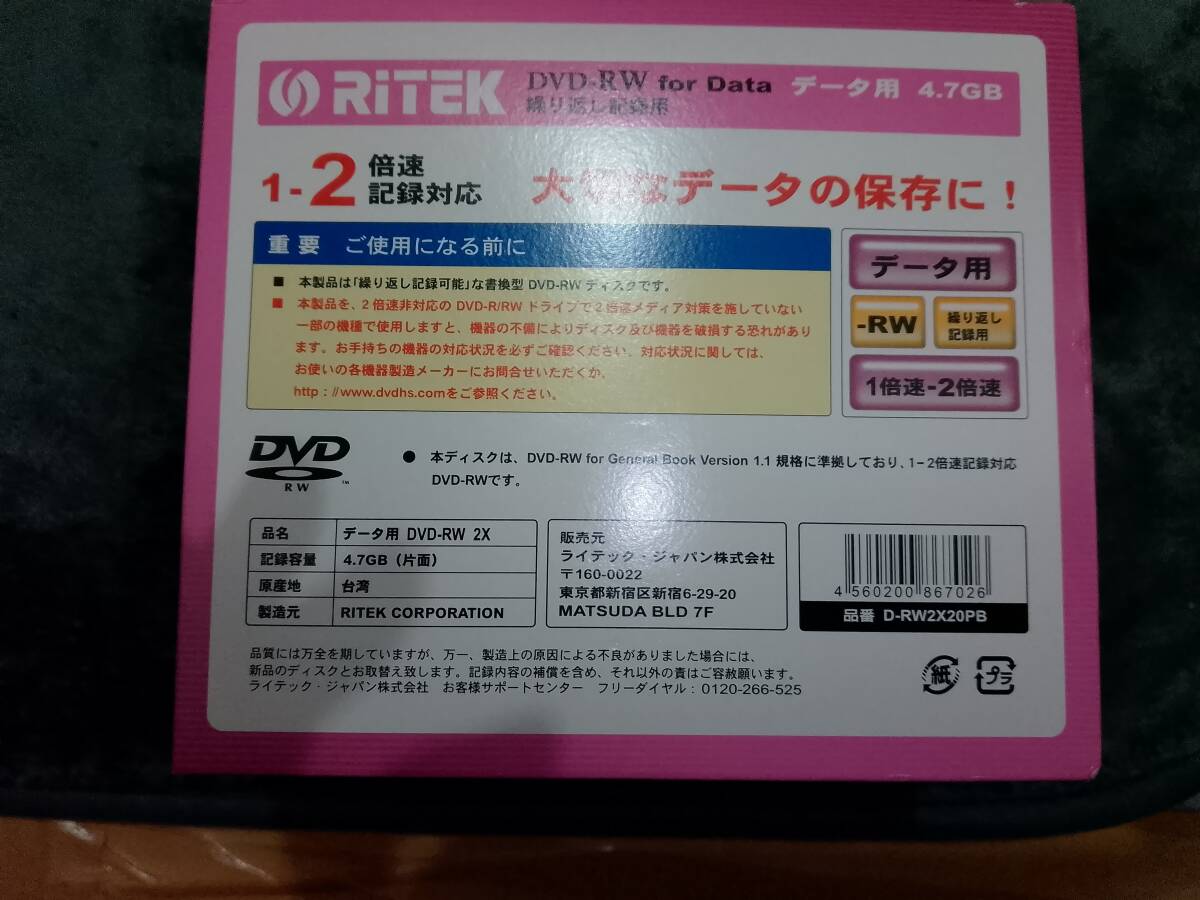 RiTEK DVD-RW for Data データ用 4.7GB
繰り返し記録用
1-2 倍速
記録対応
大切なデータの保存に！
重要 ご使用になる前に
■ 本製品は「繰り返し記録可能」な書換型 DVD-RW ディスクです。
■ 本製品を、2 倍速非対応の DVD-R/RW ドライブで2 倍速メディア対策を施していない
一部の機種で使用しますと、機器の不備によりディスク及び機器を破損する恐れがあり
ます。お手持ちの機器の対応状況を必ずご確認ください。対応状況に関しては、
お使いの各機器製造メーカーにお問合せいただくか、
http：//www.dvdhs.comをご参照ください。
データ用
-RW
繰り返し
記録用
1倍速-2倍速
DVD
RW
TM
● 本ディスクは、DVD-RW for General Book Version 1.1 規格に準拠しており、1-2倍速記録対応
DVD-RWです。
品名 データ用 DVD-RW 2X
記録容量 4.7GB（片面）
原産地 台湾
製造元 RITEK CORPORATION
販売元
ライテック・ジャパン株式会社
〒160-0022
東京都新宿区新宿6-29-20
MATSUDA BLD 7F
4 560200 867026
品番 D-RW2X20PB
品質には万全を期していますが、万一、製造上の原因による不良がありました場合には、
新品のディスクとお取替え致します。記録内容の補償を含め、それ以外の責はご容赦願います。
ライテック・ジャパン株式会社 お客様サポートセンター フリーダイヤル：0120-266-525
紙
プラ